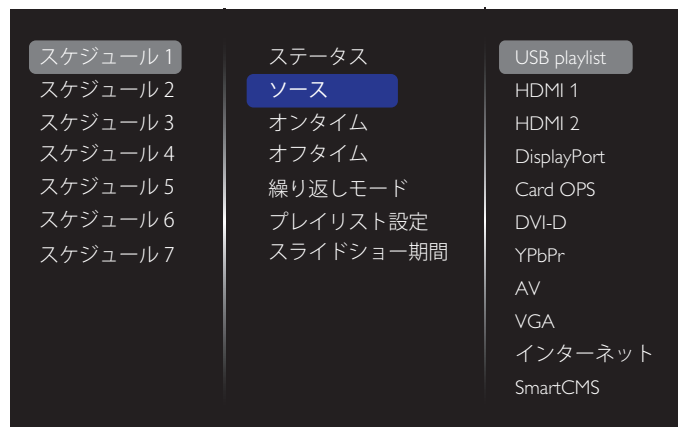 スケジュール 1
スケジュール 2
スケジュール 3
スケジュール 4
スケジュール 5
スケジュール 6
スケジュール 7
ステータス
ソース
オンタイム
オフタイム
繰り返しモード
プレイリスト設定
スライドショー期間
USB playlist
HDMI 1
HDMI 2
DisplayPort
Card OPS
DVI-D
YPbPr
AV
VGA
インターネット
SmartCMS